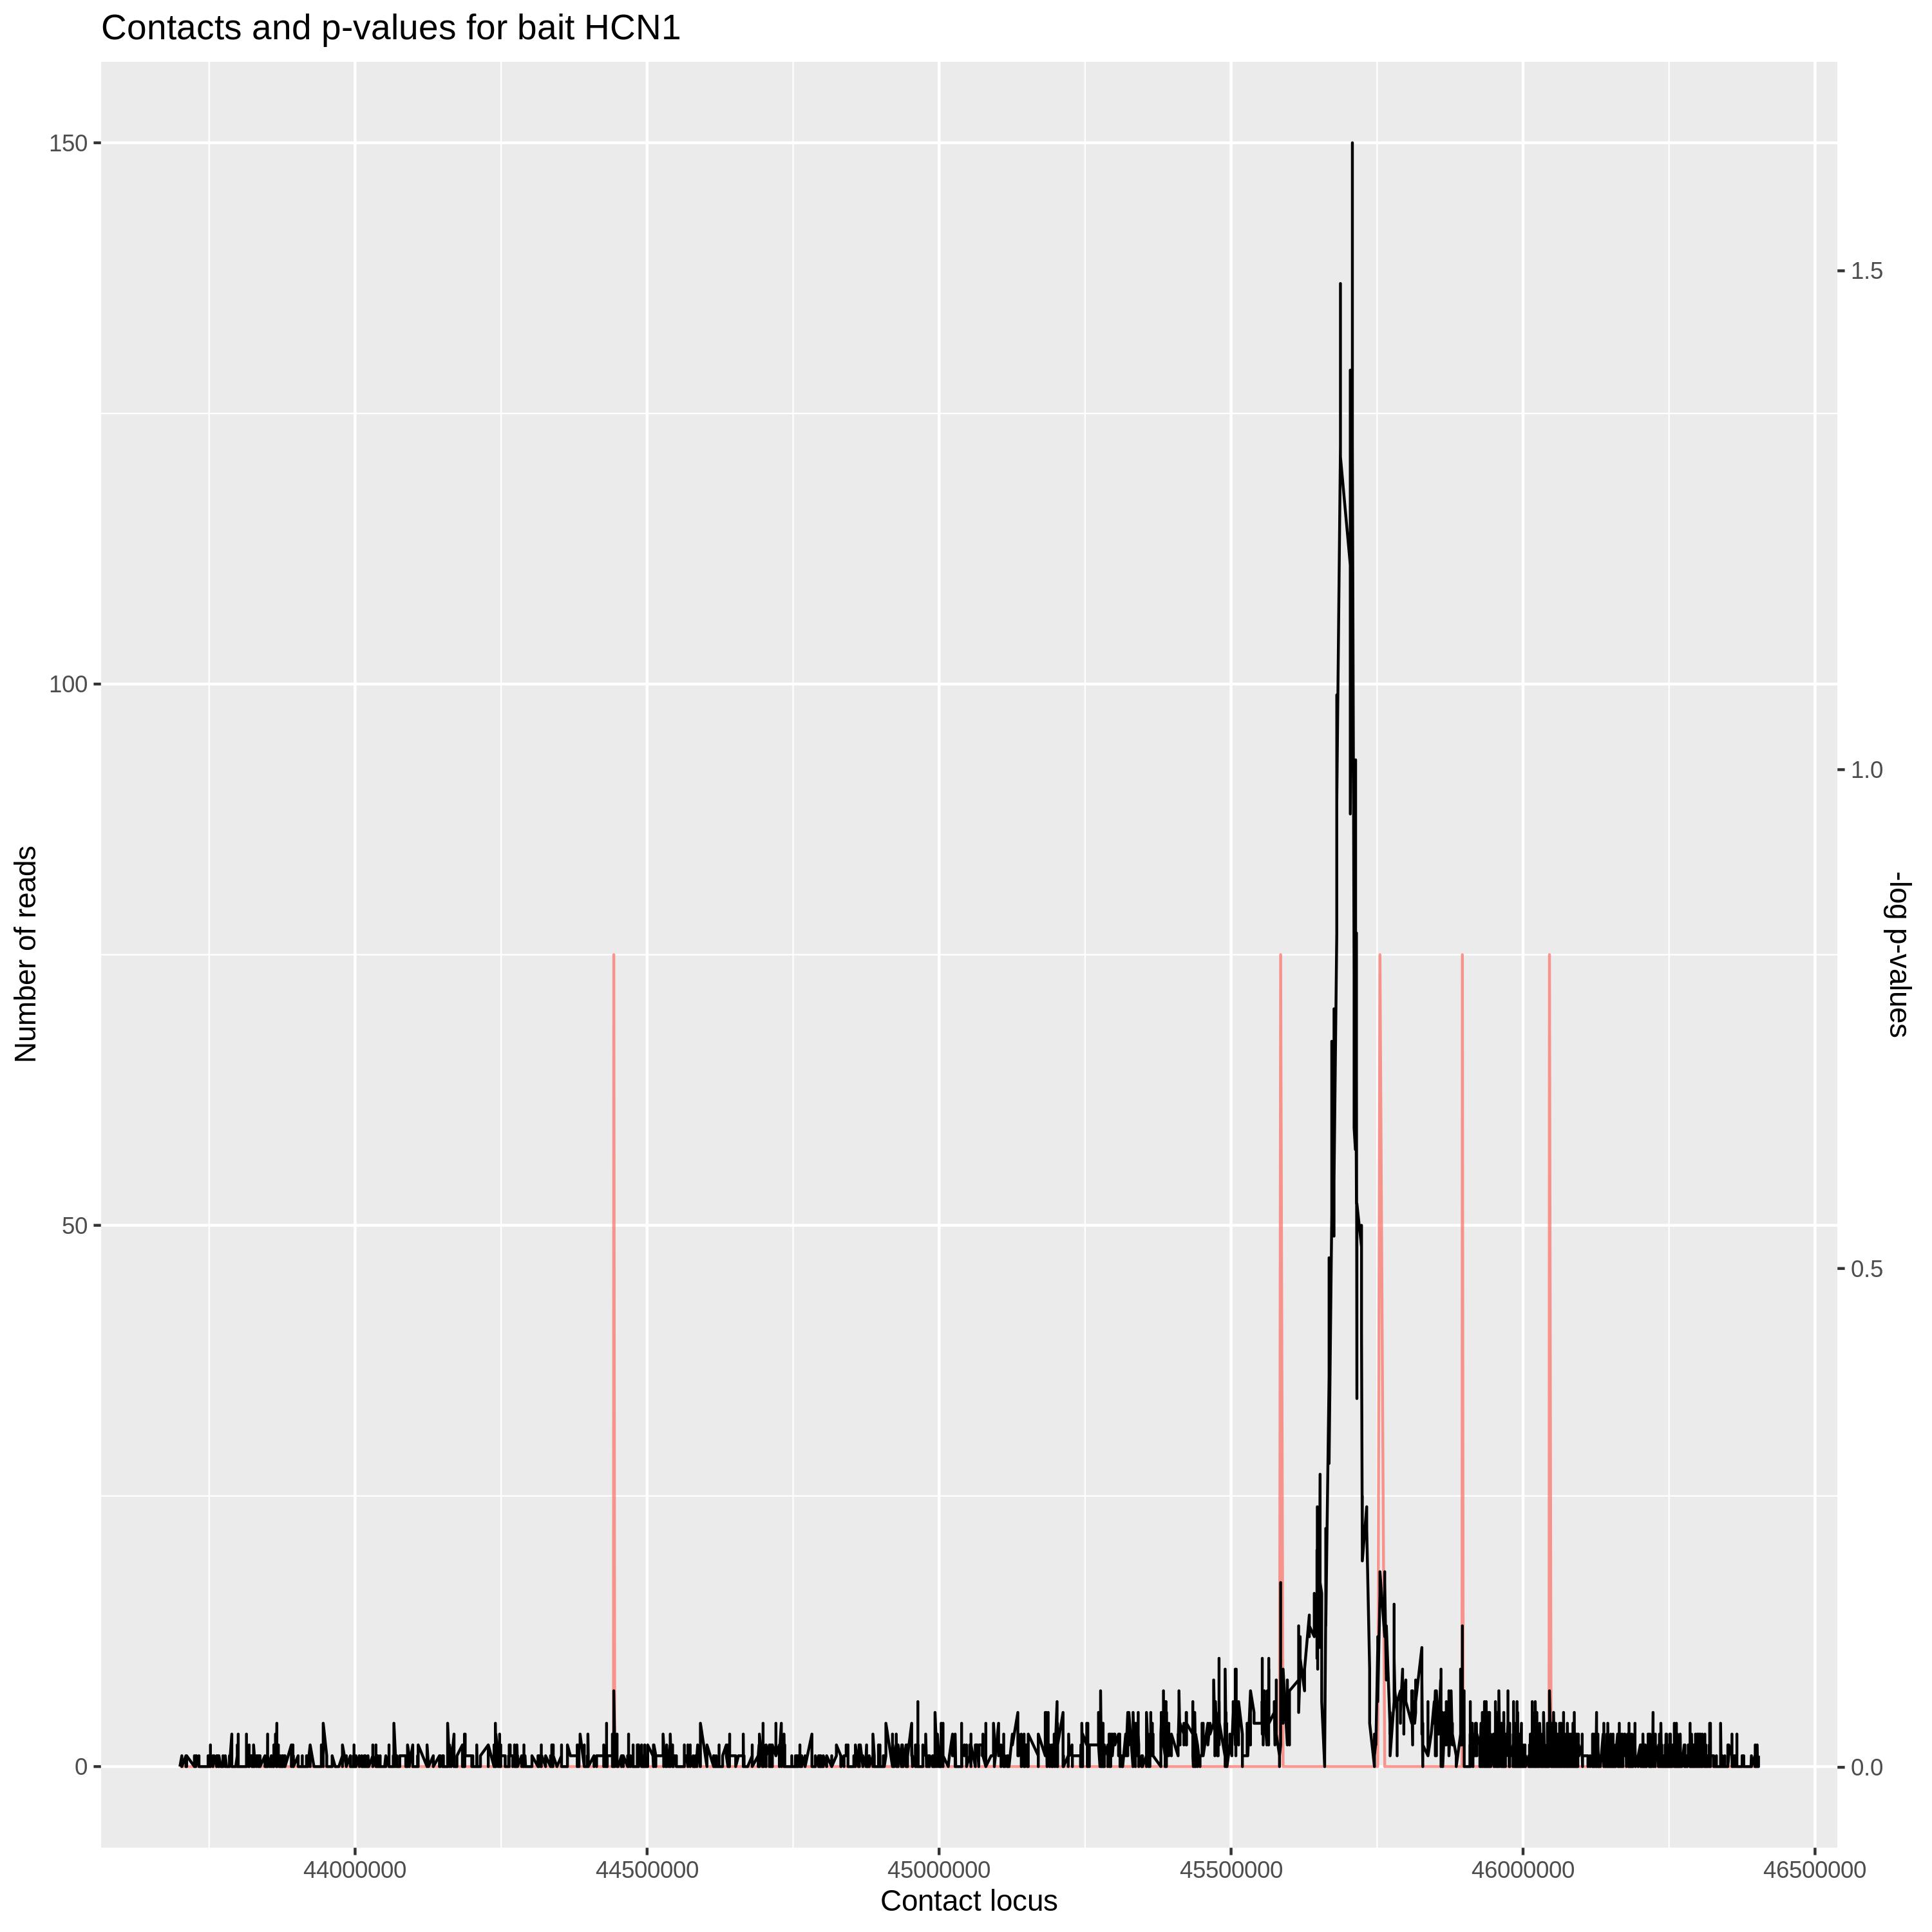 Contacts and p-values for bait HCN1
150
100
50
0
Number of reads
1.5
1.0
0.5
0.0
-log p-values
44000000 44500000 45000000 45500000 46000000 46500000
Contact locus